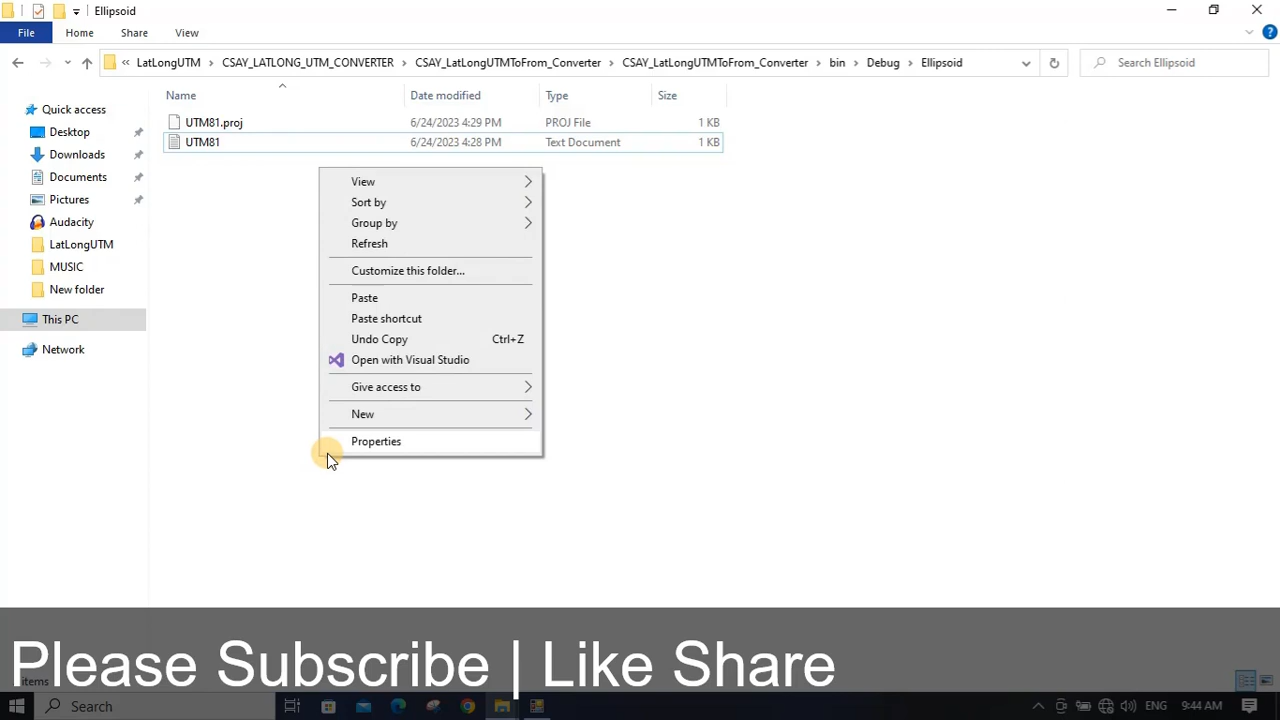 Ellipsoid
File Home Share View
« LatLongUTM > CSAY_LATLONG_UTM_CONVERTER > CSAY_LatLongUTMToFrom_Converter > CSAY_LatLongUTMToFrom_Converter > bin > Debug > Ellipsoid
Search Ellipsoid
Name Date modified Type Size
Quick access
Desktop
Downloads
Documents
Pictures
Audacity
LatLongUTM
MUSIC
New folder
This PC
Network
UTM81.proj 6/24/2023 4:29 PM PROJ File 1 KB
UTM81 6/24/2023 4:28 PM Text Document 1 KB
View
Sort by
Group by
Refresh
Customize this folder...
Paste
Paste shortcut
Undo Copy Ctrl+Z
Open with Visual Studio
Give access to
New
Properties
Please Subscribe | Like Share
items
Search
ENG 9:44 AM